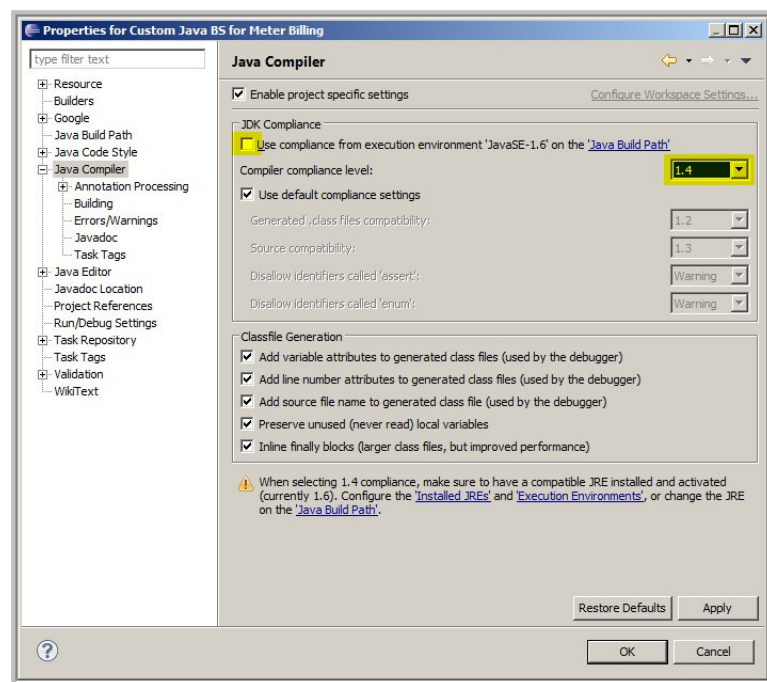 Properties for Custom Java BS for Meter Billing
type filter text
Resource
Builders
Google
Java Build Path
Java Code Style
Java Compiler
Annotation Processing
Building
Errors/Warnings
Javadoc
Task Tags
Java Editor
Javadoc Location
Project References
Run/Debug Settings
Task Repository
Task Tags
Validation
WikiText
Java Compiler
Enable project specific settings
Configure Workspace Settings...
JDK Compliance
Use compliance from execution environment 'JavaSE-1.6' on the 'Java Build Path'
Compiler compliance level: 1.4
Use default compliance settings
Generated .class files compatibility: 1.2
Source compatibility: 1.3
Disallow identifiers called 'assert': Warning
Disallow identifiers called 'enum': Warning
Classfile Generation
Add variable attributes to generated class files (used by the debugger)
Add line number attributes to generated class files (used by the debugger)
Add source file name to generated class file (used by the debugger)
Preserve unused (never read) local variables
Inline finally blocks (larger class files, but improved performance)
When selecting 1.4 compliance, make sure to have a compatible JRE installed and activated
(currently 1.6). Configure the 'Installed JREs' and 'Execution Environments', or change the JRE
on the 'Java Build Path'.
Restore Defaults Apply
? OK Cancel